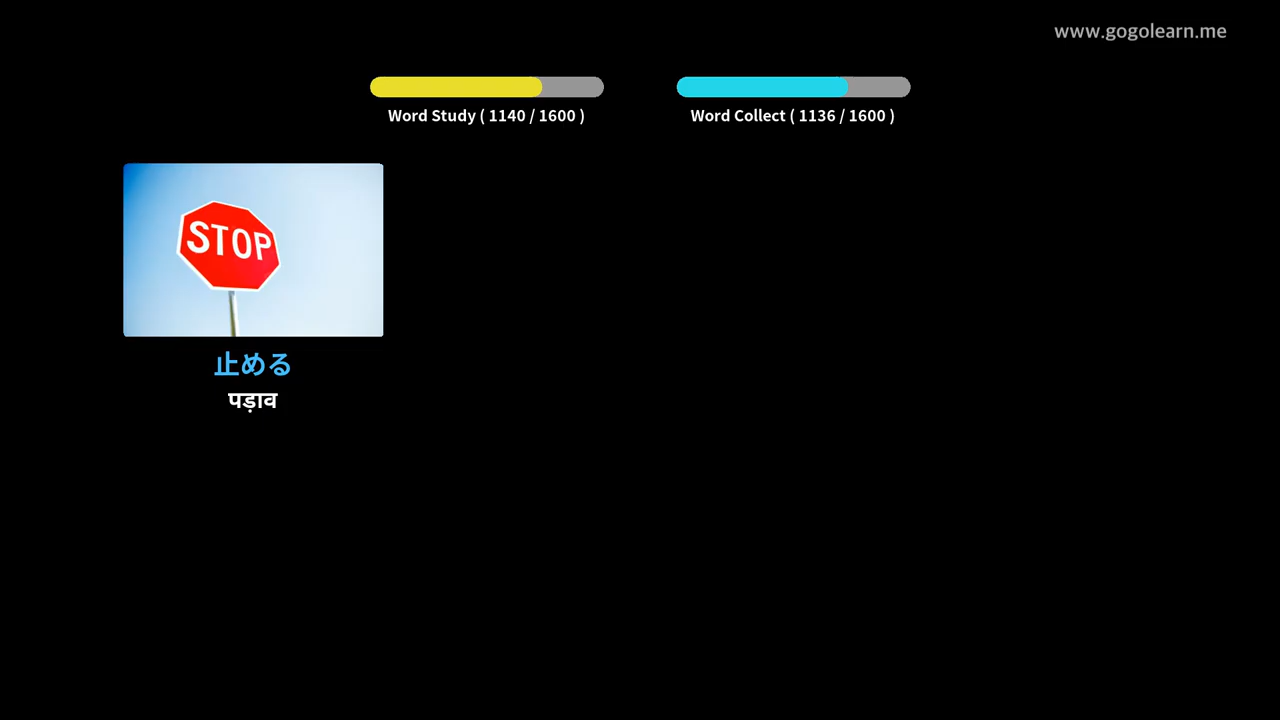 www.gogolearn.me
Word Study ( 1140 / 1600 )
Word Collect ( 1136 / 1600 )
STOP
止める
पड़ाव